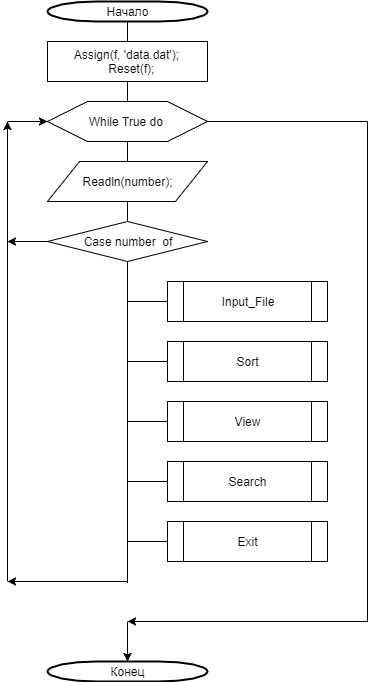 Начало
Assign(f, 'data.dat');
Reset(f);
While True do
Readln(number);
Case number of
Input_File
Sort
View
Search
Exit
Конец